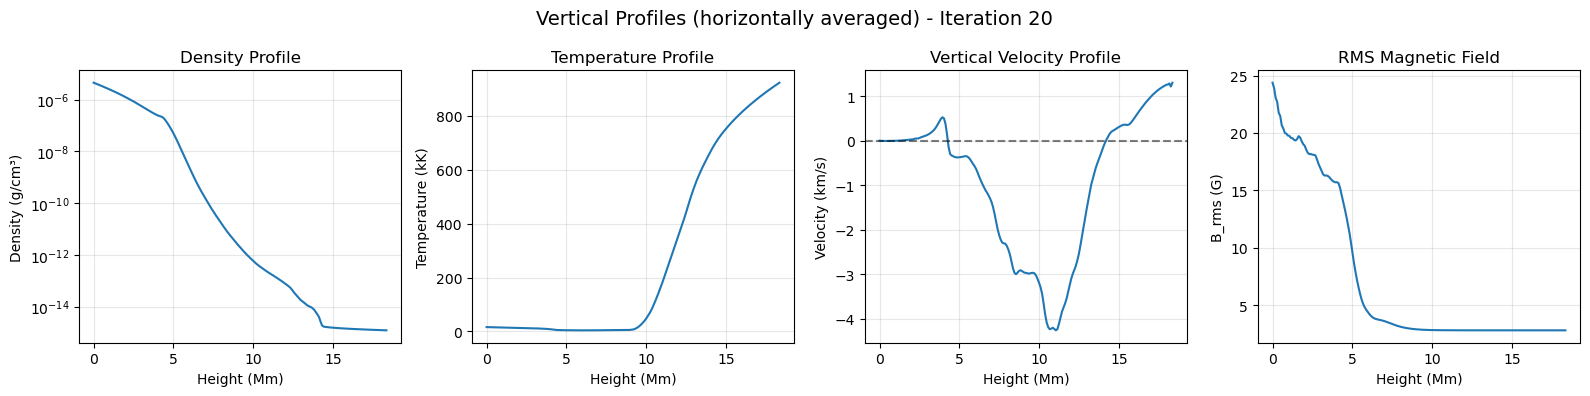 Vertical Profiles (horizontally averaged) - Iteration 20
Density Profile
Density (g/cm³)
10⁻⁶
10⁻⁸
10⁻¹⁰
10⁻¹²
10⁻¹⁴
0 5 10 15
Height (Mm)
Temperature Profile
Temperature (kK)
800
600
400
200
0
0 5 10 15
Height (Mm)
Vertical Velocity Profile
Velocity (km/s)
1
0
−1
−2
−3
−4
0 5 10 15
Height (Mm)
RMS Magnetic Field
B_rms (G)
25
20
15
10
5
0 5 10 15
Height (Mm)